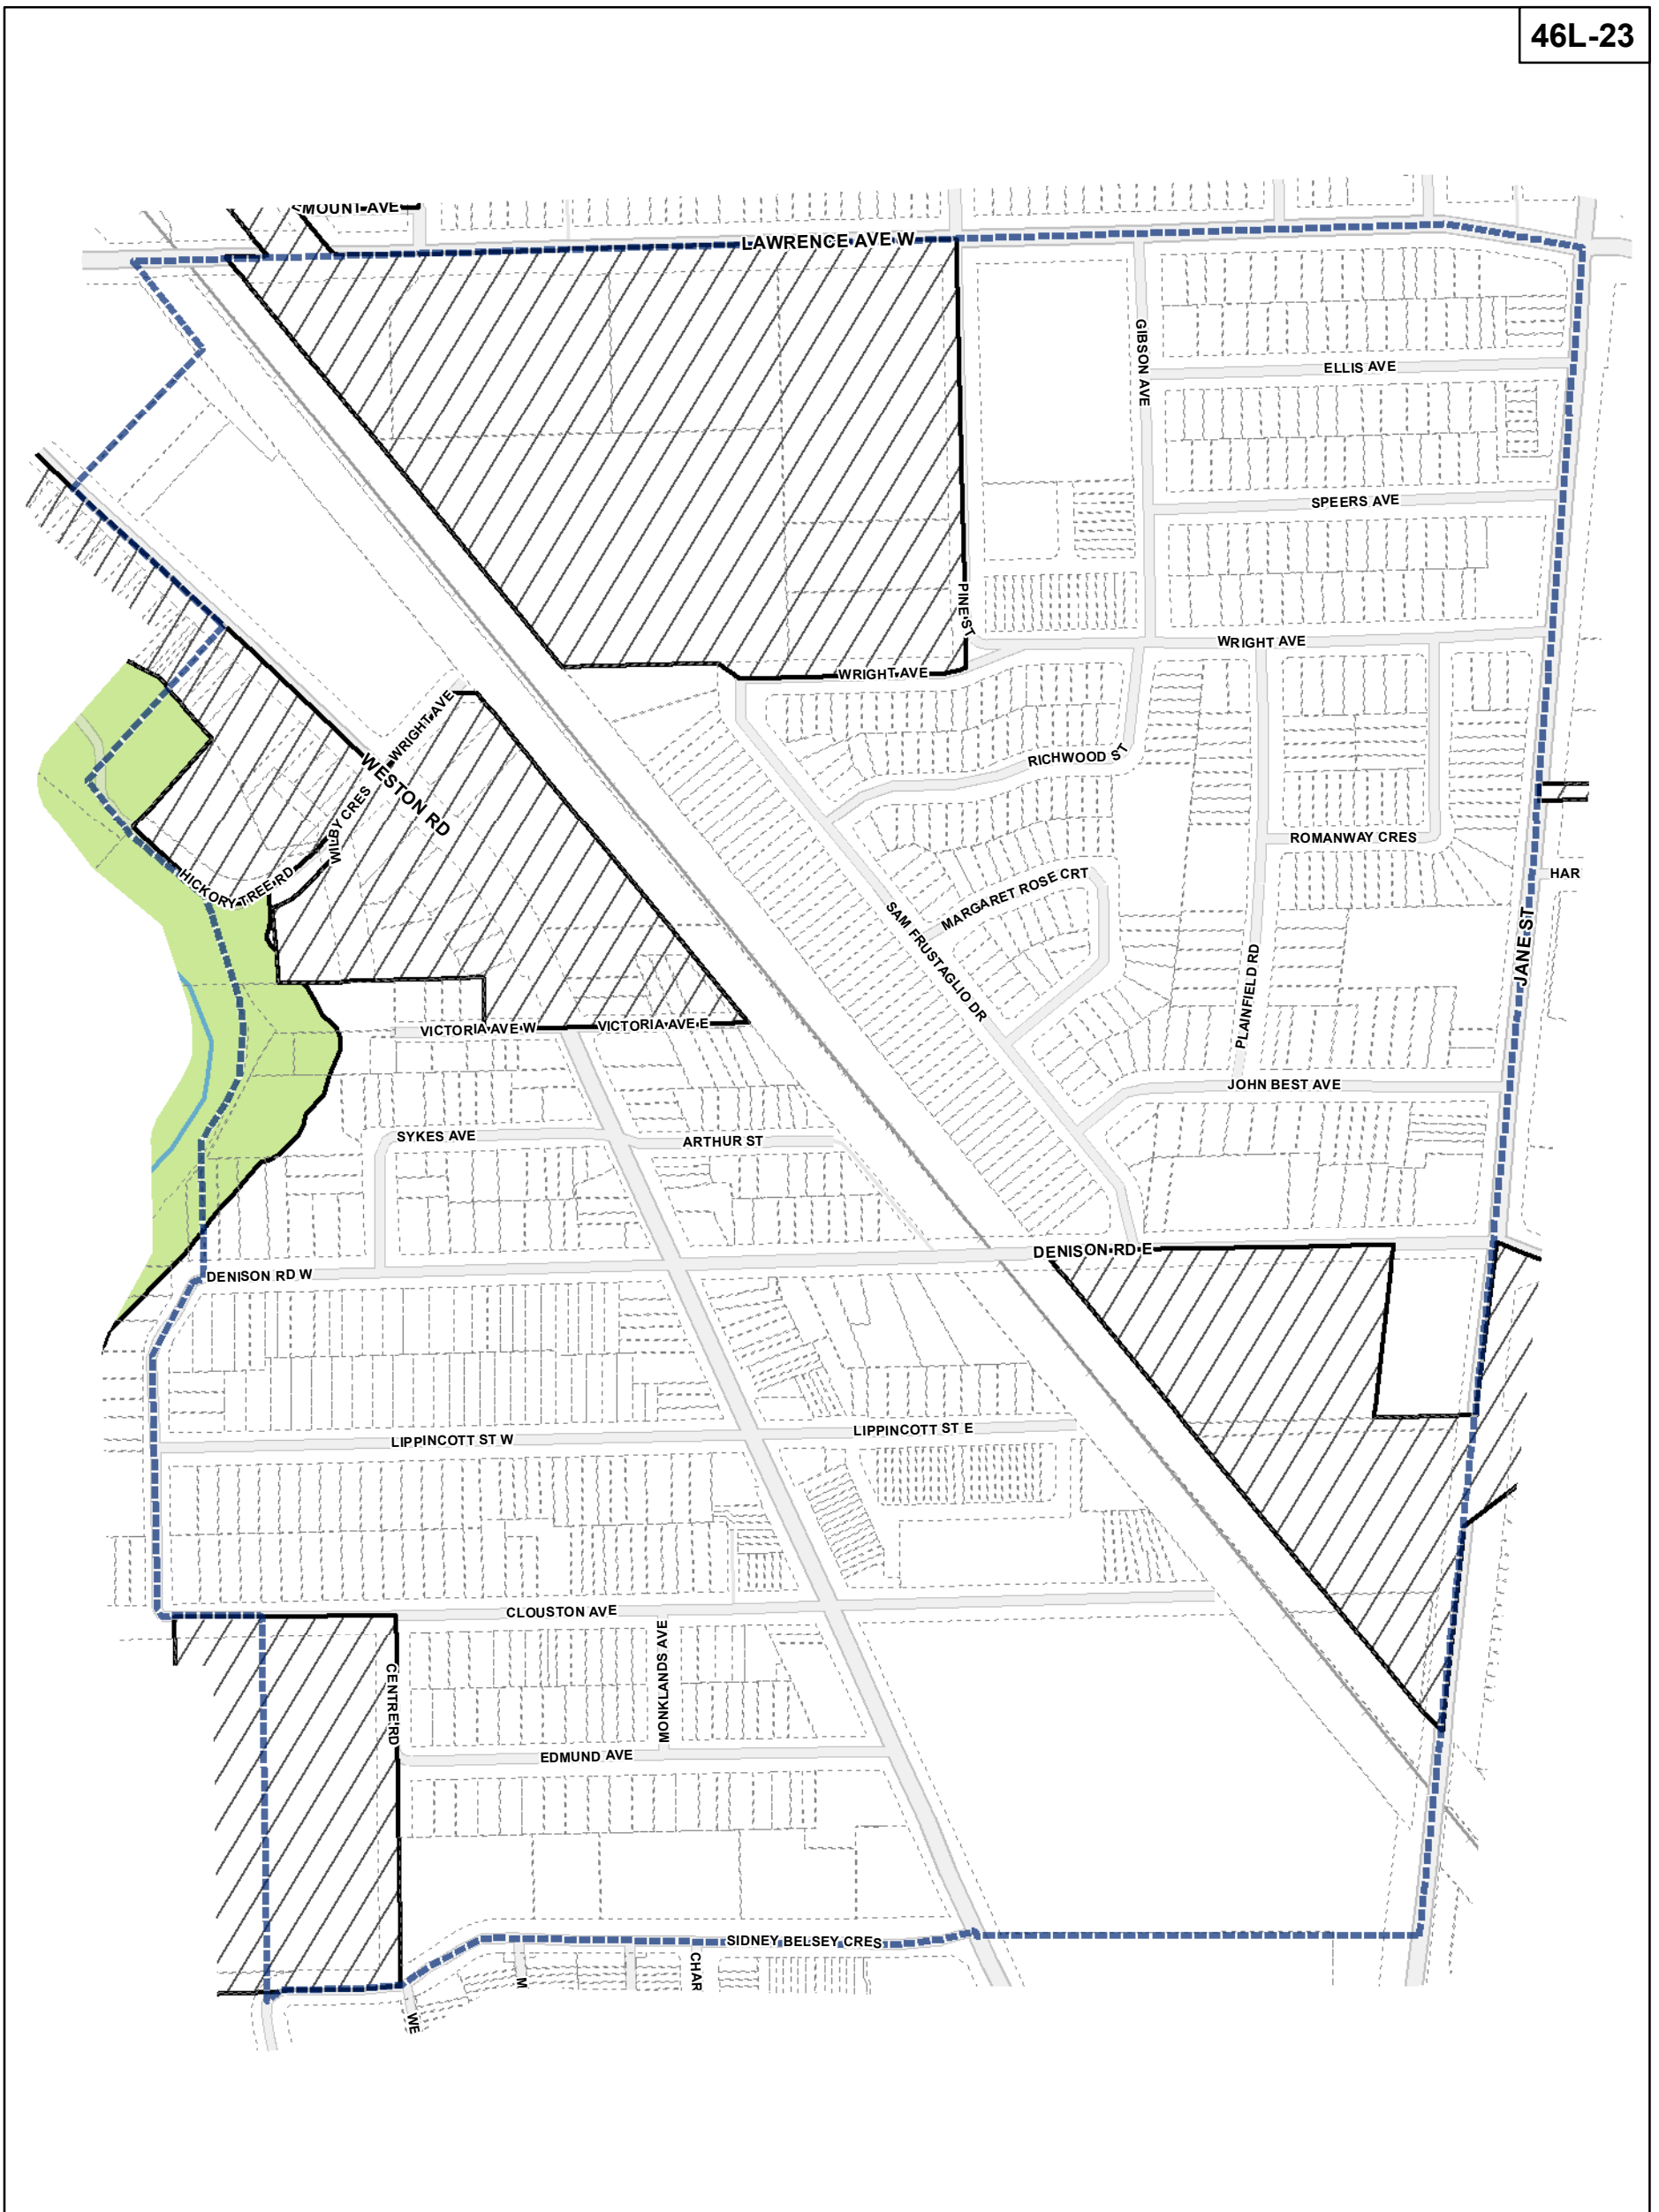 46L-23
SMOUNT AVE
LAWRENCE AVE W
GIBSON AVE
ELLIS AVE
SPEERS AVE
PINE ST
WRIGHT AVE
WRIGHT AVE
WRIGHT AVE
WESTON RD
RICHWOOD ST
WILBY CRES
ROMANWAY CRES
HICKORY TREE RD
MARGARET ROSE CRT
HAR
SAM FRUSTAGLIO DR
JANE ST
PLAINFIELD RD
VICTORIA AVE W
VICTORIA AVE E
JOHN BEST AVE
SYKES AVE
ARTHUR ST
DENISON RD E
DENISON RD W
LIPPINCOTT ST W
LIPPINCOTT ST E
CLOUSTON AVE
CENTRE RD
MONKLANDS AVE
EDMUND AVE
SIDNEY BELSEY CRES
M
CHAR
WE